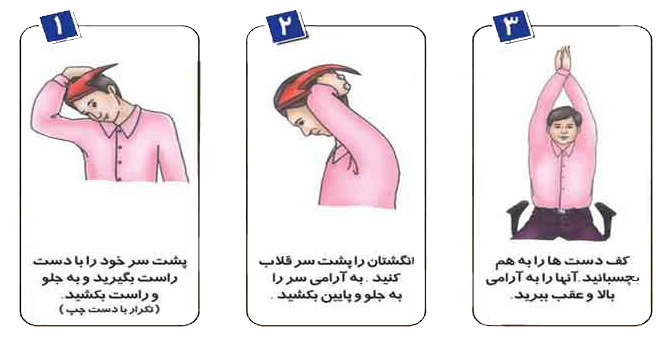 ۱
پشت سر خود را با دست
راست بگیرید و به جلو
و راست بکشید.
(تکرار با دست چپ)
۲
انگشتان را پشت سر قلاب
کنید . به آرامی سر را
به جلو و پایین بکشید .
۳
کف دست ها را به هم
بچسبانید.آنها را به آرامی
بالا و عقب ببرید.